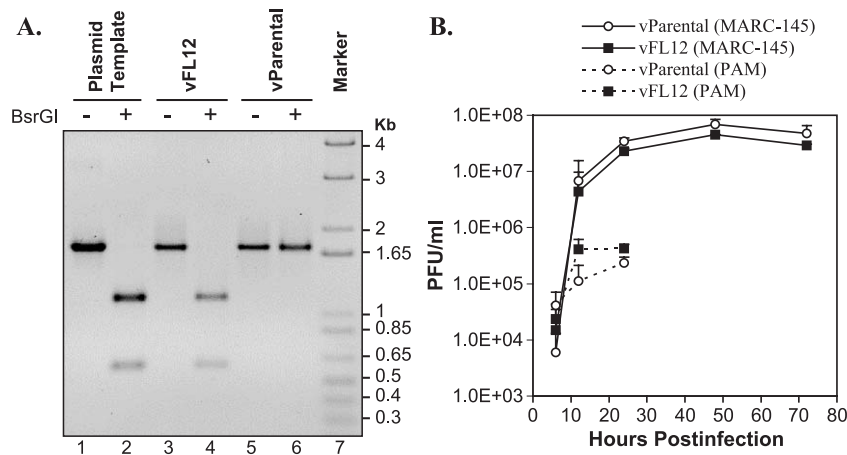 A.
Plasmid Template
vFL12
vParental
Marker
BsrGI - + - + - + Kb
4
3
2
1.65
1
0.85
0.65
0.5
0.4
0.3
1 2 3 4 5 6 7
B.
vParental (MARC-145)
vFL12 (MARC-145)
vParental (PAM)
vFL12 (PAM)
PFU/ml
1.0E+08
1.0E+07
1.0E+06
1.0E+05
1.0E+04
1.0E+03
0 10 20 30 40 50 60 70 80
Hours Postinfection